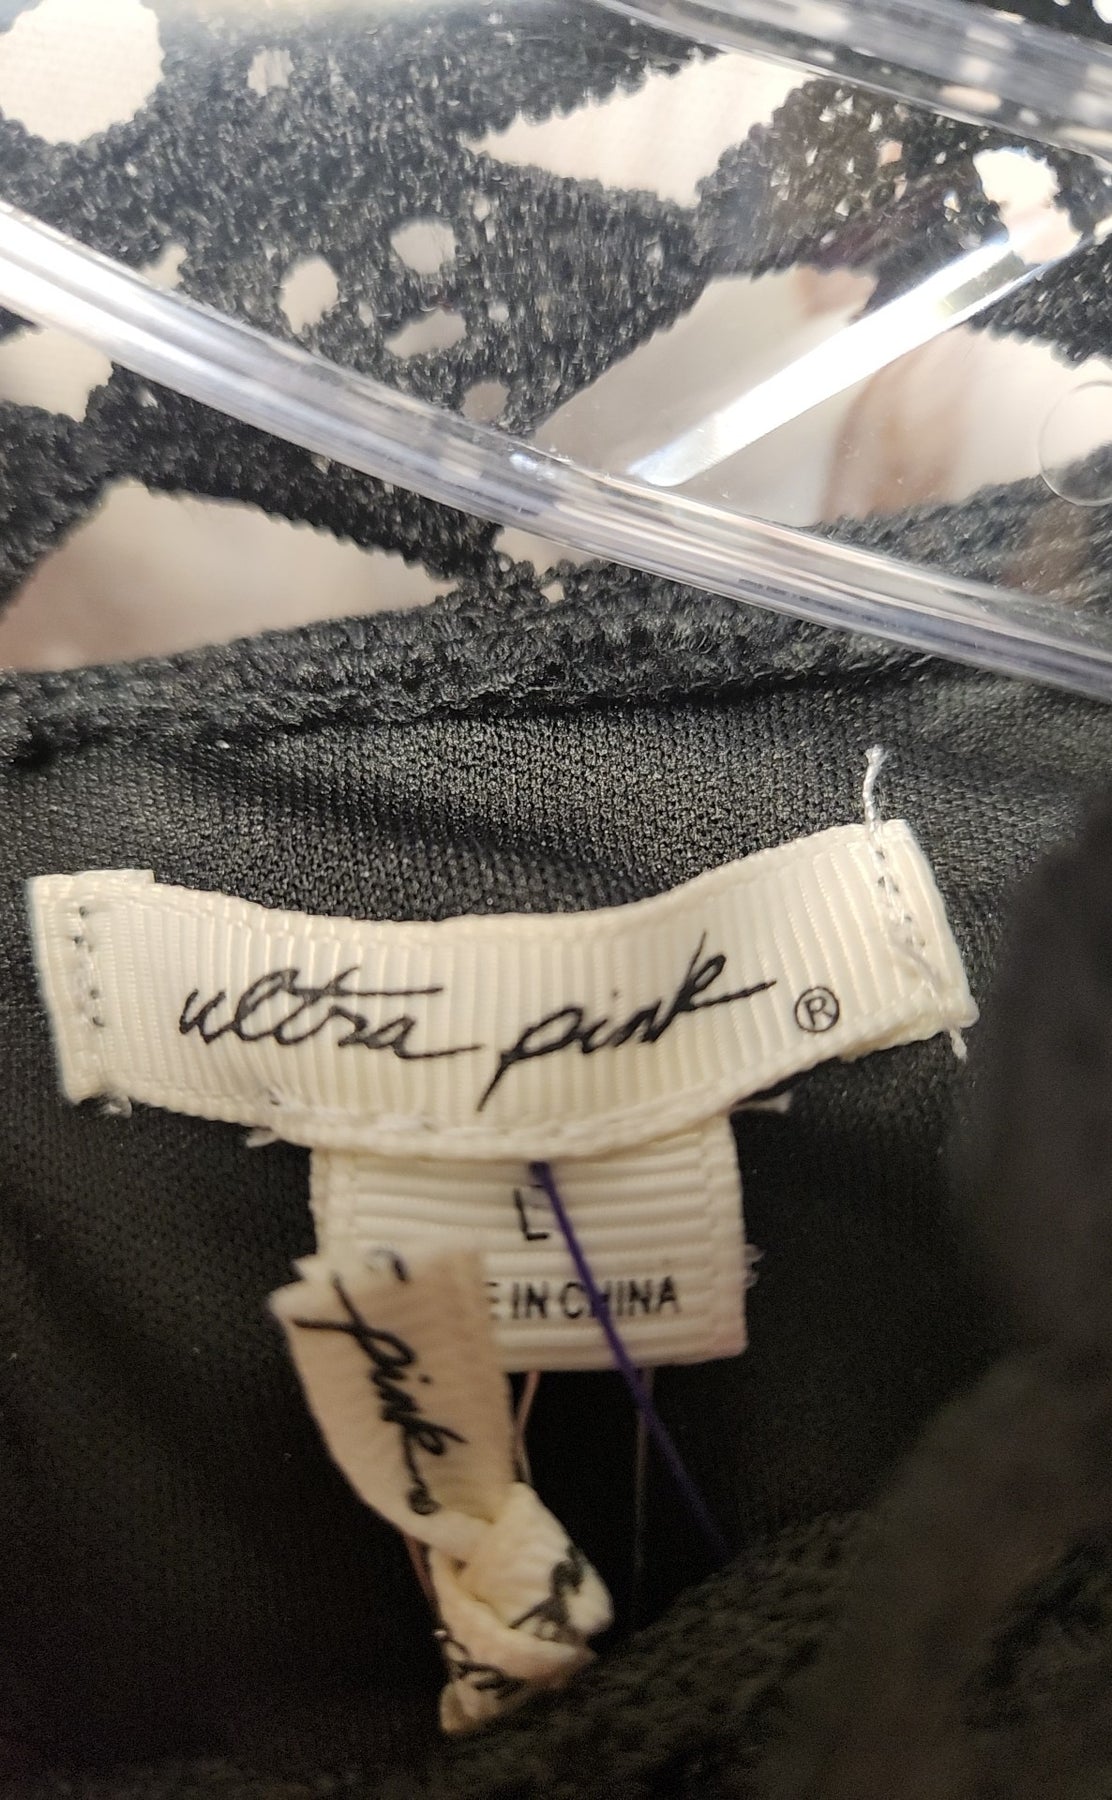 ultra pink ®
L
E IN CHINA
pink ®